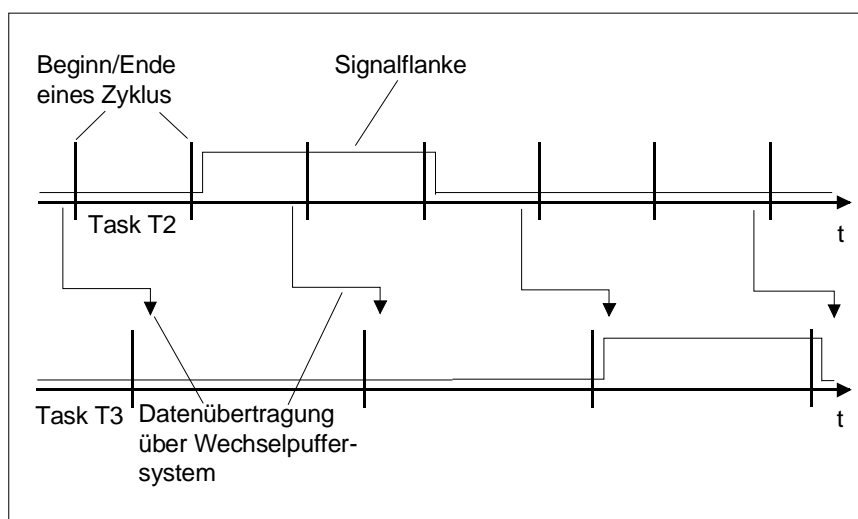 Beginn/Ende
eines Zyklus
Signalflanke
Task T2
t
Task T3
Datenübertragung
über Wechselpuffer-
system
t